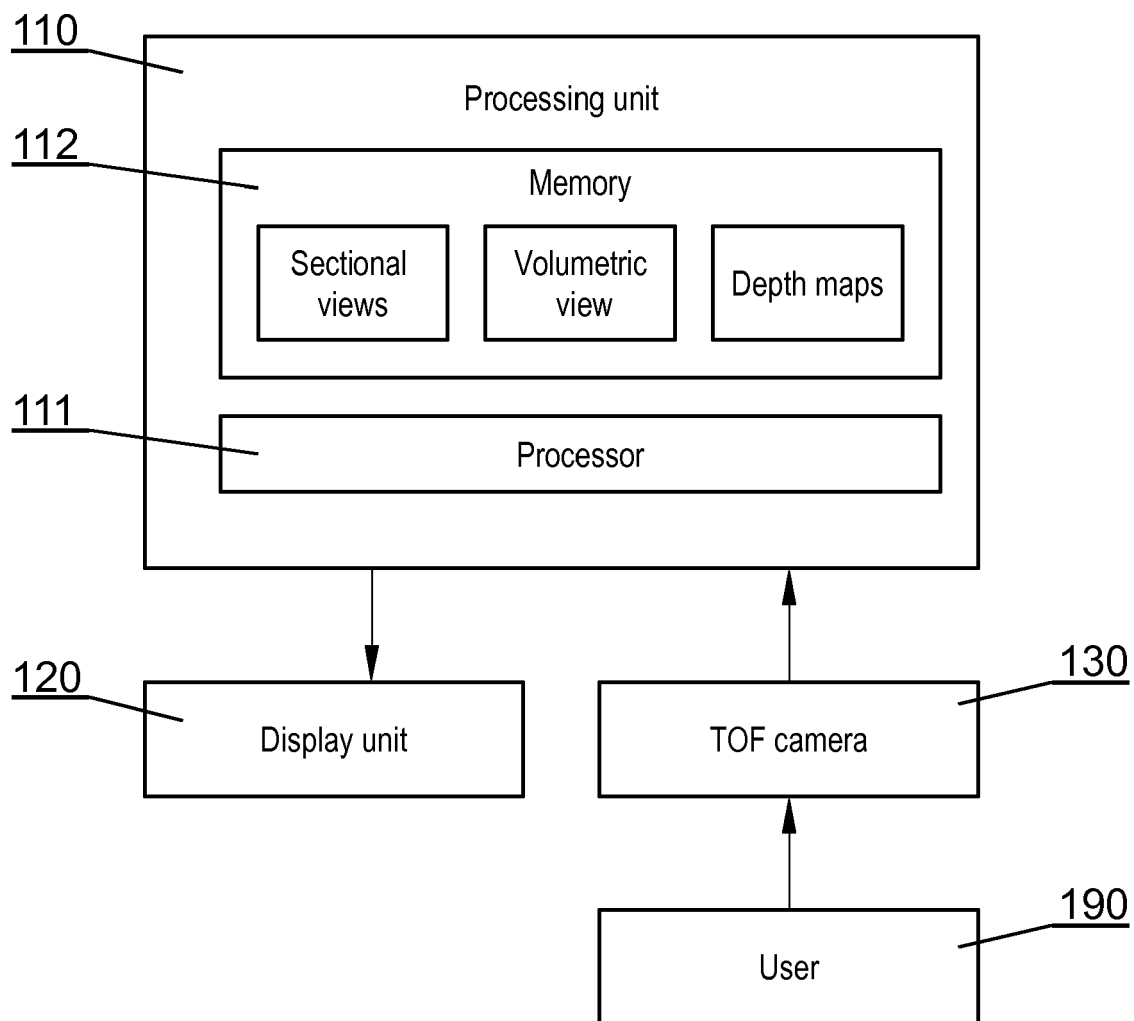 110
Processing unit
112
Memory
Sectional
views
Volumetric
view
Depth maps
111
Processor
120
Display unit
130
TOF camera
190
User